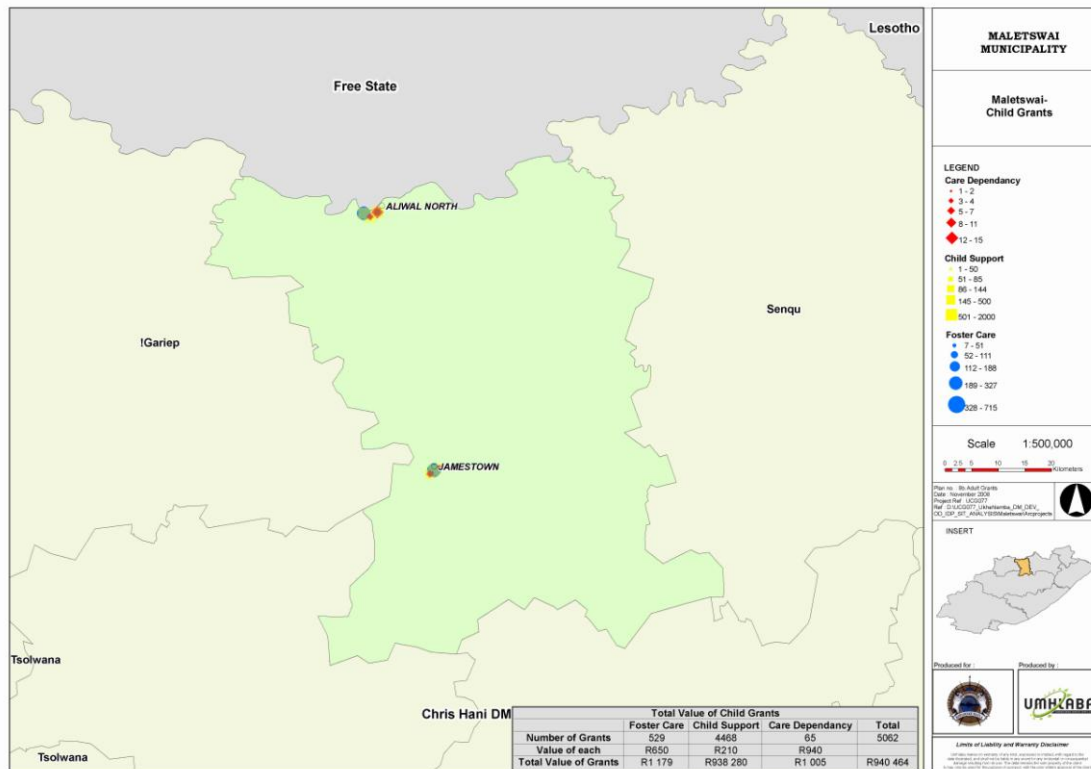 Lesotho
Free State
ALIWAL NORTH
Senqu
!Gariep
JAMESTOWN
Tsolwana
Chris Hani DM
Tsolwana
Total Value of Child Grants
Foster Care Child Support Care Dependancy Total
Number of Grants 529 4468 65 5062
Value of each R650 R210 R940
Total Value of Grants R1 179 R938 280 R1 005 R940 464
MALETSWAI
MUNICIPALITY
Maletswai-
Child Grants
LEGEND
Care Dependancy
1 - 2
3 - 4
5 - 7
8 - 11
12 - 15
Child Support
1 - 50
51 - 85
86 - 144
145 - 500
501 - 2000
Foster Care
7 - 51
52 - 111
112 - 188
189 - 327
328 - 715
Scale 1:500,000
0 2.5 5 10 15 20
Kilometers
Plan no : 9b Adult Grants
Date : November 2008
Project Ref : UCG077
INSERT
Produced for :
Produced by :
UMHLABA
Limits of Liability and Warranty Disclaimer